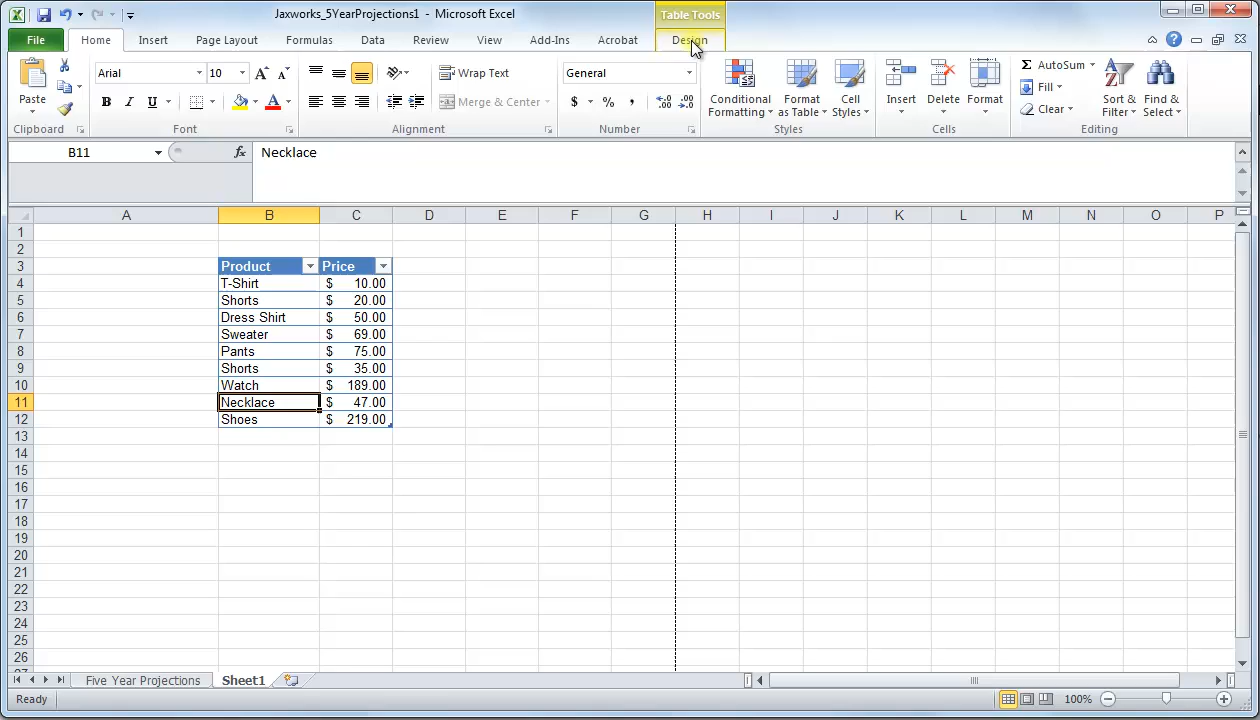 Jaxworks_5YearProjections1 - Microsoft Excel
Table Tools
File Home Insert Page Layout Formulas Data Review View Add-Ins Acrobat Design
Paste
Arial 10
Wrap Text
General
Conditional Formatting
Format as Table
Cell Styles
Insert
Delete
Format
Σ AutoSum
Fill
Clear
Sort & Filter
Find & Select
B I U
Merge & Center
$ % ,
Clipboard Font Alignment Number Styles Cells Editing
B11 fx Necklace
A B C D E F G H I J K L M N O P
1
2
3 Product Price
4 T-Shirt $ 10.00
5 Shorts $ 20.00
6 Dress Shirt $ 50.00
7 Sweater $ 69.00
8 Pants $ 75.00
9 Shorts $ 35.00
10 Watch $ 189.00
11 Necklace $ 47.00
12 Shoes $ 219.00
13
14
15
16
17
18
19
20
21
22
23
24
25
26
27
Five Year Projections Sheet1
Ready 100%